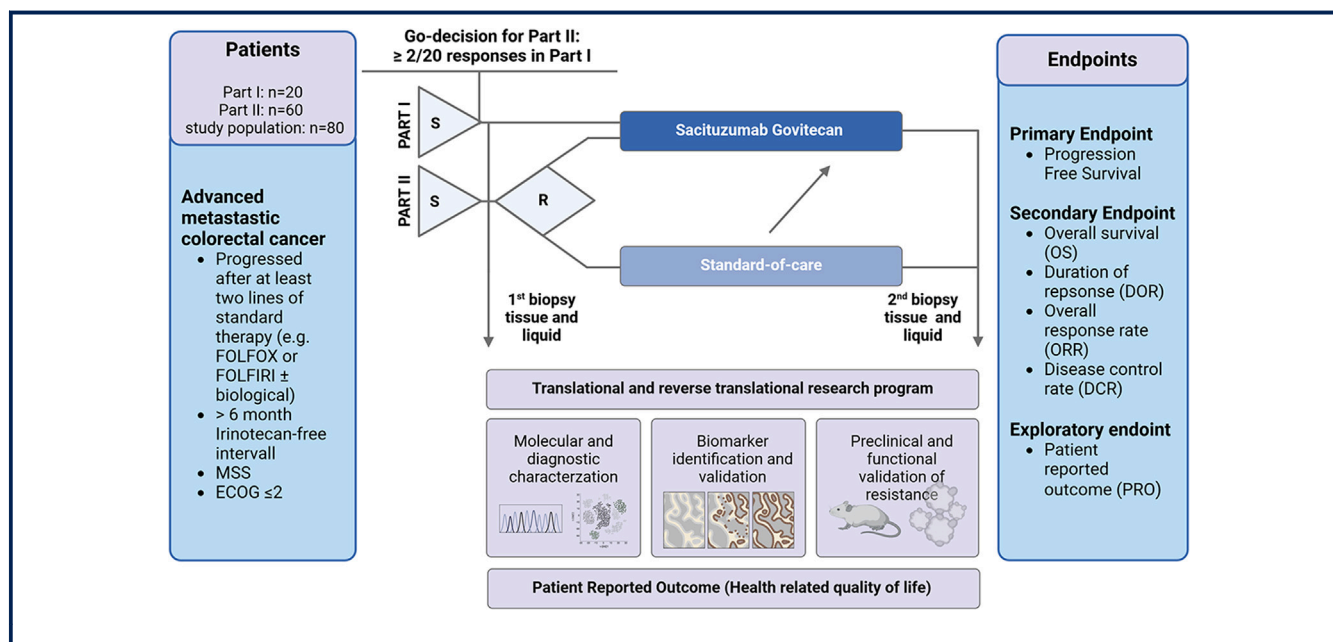 Patients
Part I: n=20
Part II: n=60
study population: n=80
Advanced
metastastic
colorectal cancer
• Progressed
after at least
two lines of
standard
therapy (e.g.
FOLFOX or
FOLFIRI ±
biological)
• > 6 month
Irinotecan-free
intervall
• MSS
• ECOG ≤2
Go-decision for Part II:
≥ 2/20 responses in Part I
PART I
S
PART II
S
R
Sacituzumab Govitecan
Standard-of-care
1st biopsy
tissue and
liquid
2nd biopsy
tissue and
liquid
Translational and reverse translational research program
Molecular and
diagnostic
characterzation
Biomarker
identification and
validation
Preclinical and
functional
validation of
resistance
Patient Reported Outcome (Health related quality of life)
Endpoints
Primary Endpoint
• Progression
Free Survival
Secondary Endpoint
• Overall survival
(OS)
• Duration of
repsonse (DOR)
• Overall
response rate
(ORR)
• Disease control
rate (DCR)
Exploratory endoint
• Patient
reported
outcome (PRO)